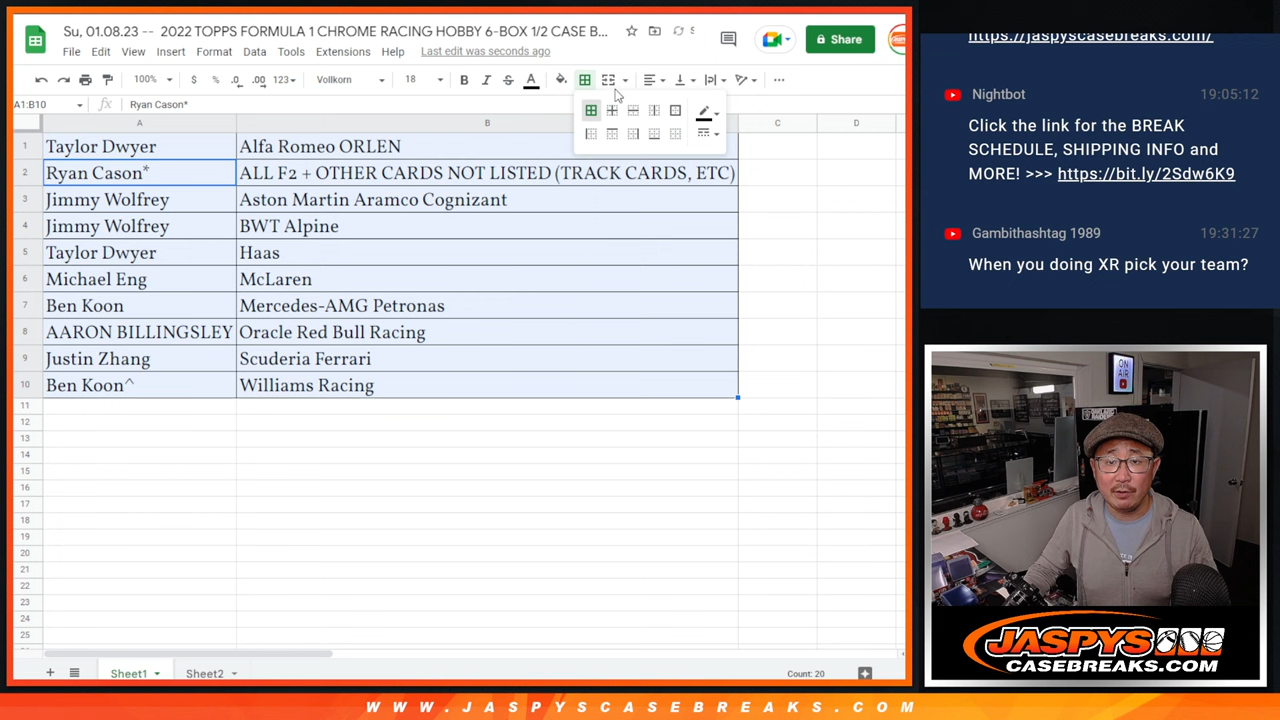 Su, 01.08.23 -- 2022 TOPPS FORMULA 1 CHROME RACING HOBBY 6-BOX 1/2 CASE B...
File Edit View Insert Format Data Tools Extensions Help Last edit was seconds ago
Share
100% $ % .0 .00 123 Vollkorn 18 B I S A
A1:B10 fx Ryan Cason*
A B C D
1 Taylor Dwyer Alfa Romeo ORLEN
2 Ryan Cason* ALL F2 + OTHER CARDS NOT LISTED (TRACK CARDS, ETC)
3 Jimmy Wolfrey Aston Martin Aramco Cognizant
4 Jimmy Wolfrey BWT Alpine
5 Taylor Dwyer Haas
6 Michael Eng McLaren
7 Ben Koon Mercedes-AMG Petronas
8 AARON BILLINGSLEY Oracle Red Bull Racing
9 Justin Zhang Scuderia Ferrari
10 Ben Koon^ Williams Racing
11
12
13
14
15
16
17
18
19
20
21
22
23
24
25
Sheet1 Sheet2 Count: 20
https://jaspyscasebreaks.com/
Nightbot 19:05:12
Click the link for the BREAK
SCHEDULE, SHIPPING INFO and
MORE! >>> https://bit.ly/2Sdw6K9
Gambithashtag 1989 19:31:27
When you doing XR pick your team?
ON
AIR
JASPYS
CASEBREAKS.COM
WWW.JASPYSCASEBREAKS.COM